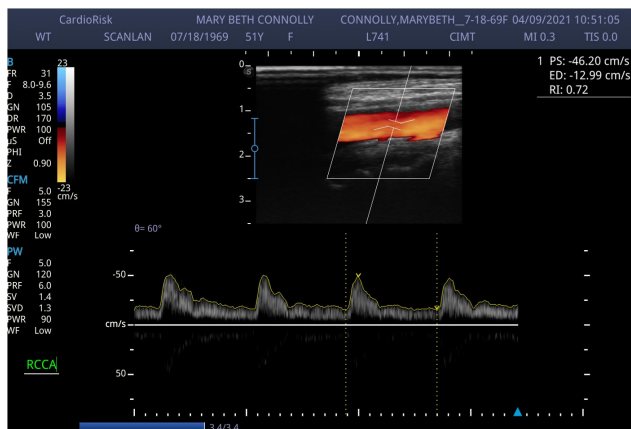 CardioRisk MARY BETH CONNOLLY CONNOLLY,MARYBETH__7-18-69F 04/09/2021 10:51:05
WT SCANLAN 07/18/1969 51Y F L741 CIMT MI 0.3 TIS 0.0
B
FR 31
F 8.0-9.6
D 3.5
GN 105
DR 170
PWR 100
µS Off
PHI
Z 0.90
CFM
F 5.0
GN 155
PRF 3.0
PWR 100
WF Low
PW
F 5.0
GN 120
PRF 6.0
SV 1.4
SVD 1.3
PWR 90
WF Low
RCCA
23
-23
cm/s
0
1
2
3
1 PS: -46.20 cm/s
ED: -12.99 cm/s
RI: 0.72
θ= 60°
-50
cm/s
50
3.4/3.4